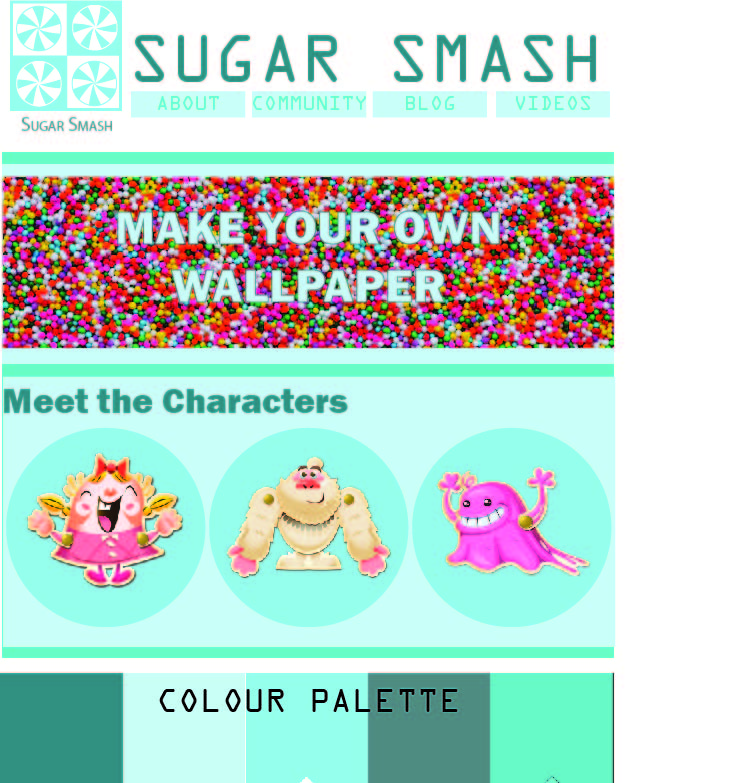 SUGAR SMASH
ABOUT COMMUNITY BLOG VIDEOS
Sugar Smash
MAKE YOUR OWN
WALLPAPER
Meet the Characters
COLOUR PALETTE